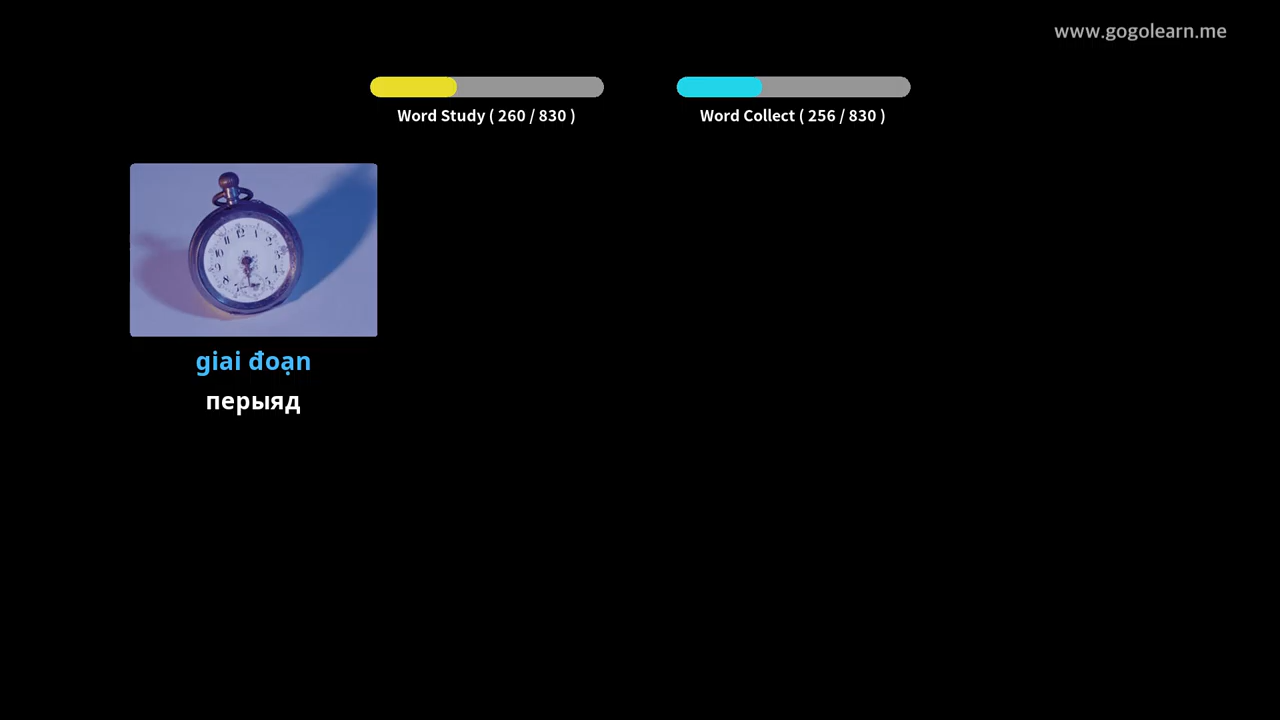 www.gogolearn.me
Word Study ( 260 / 830 )
Word Collect ( 256 / 830 )
giai đoạn
перыяд